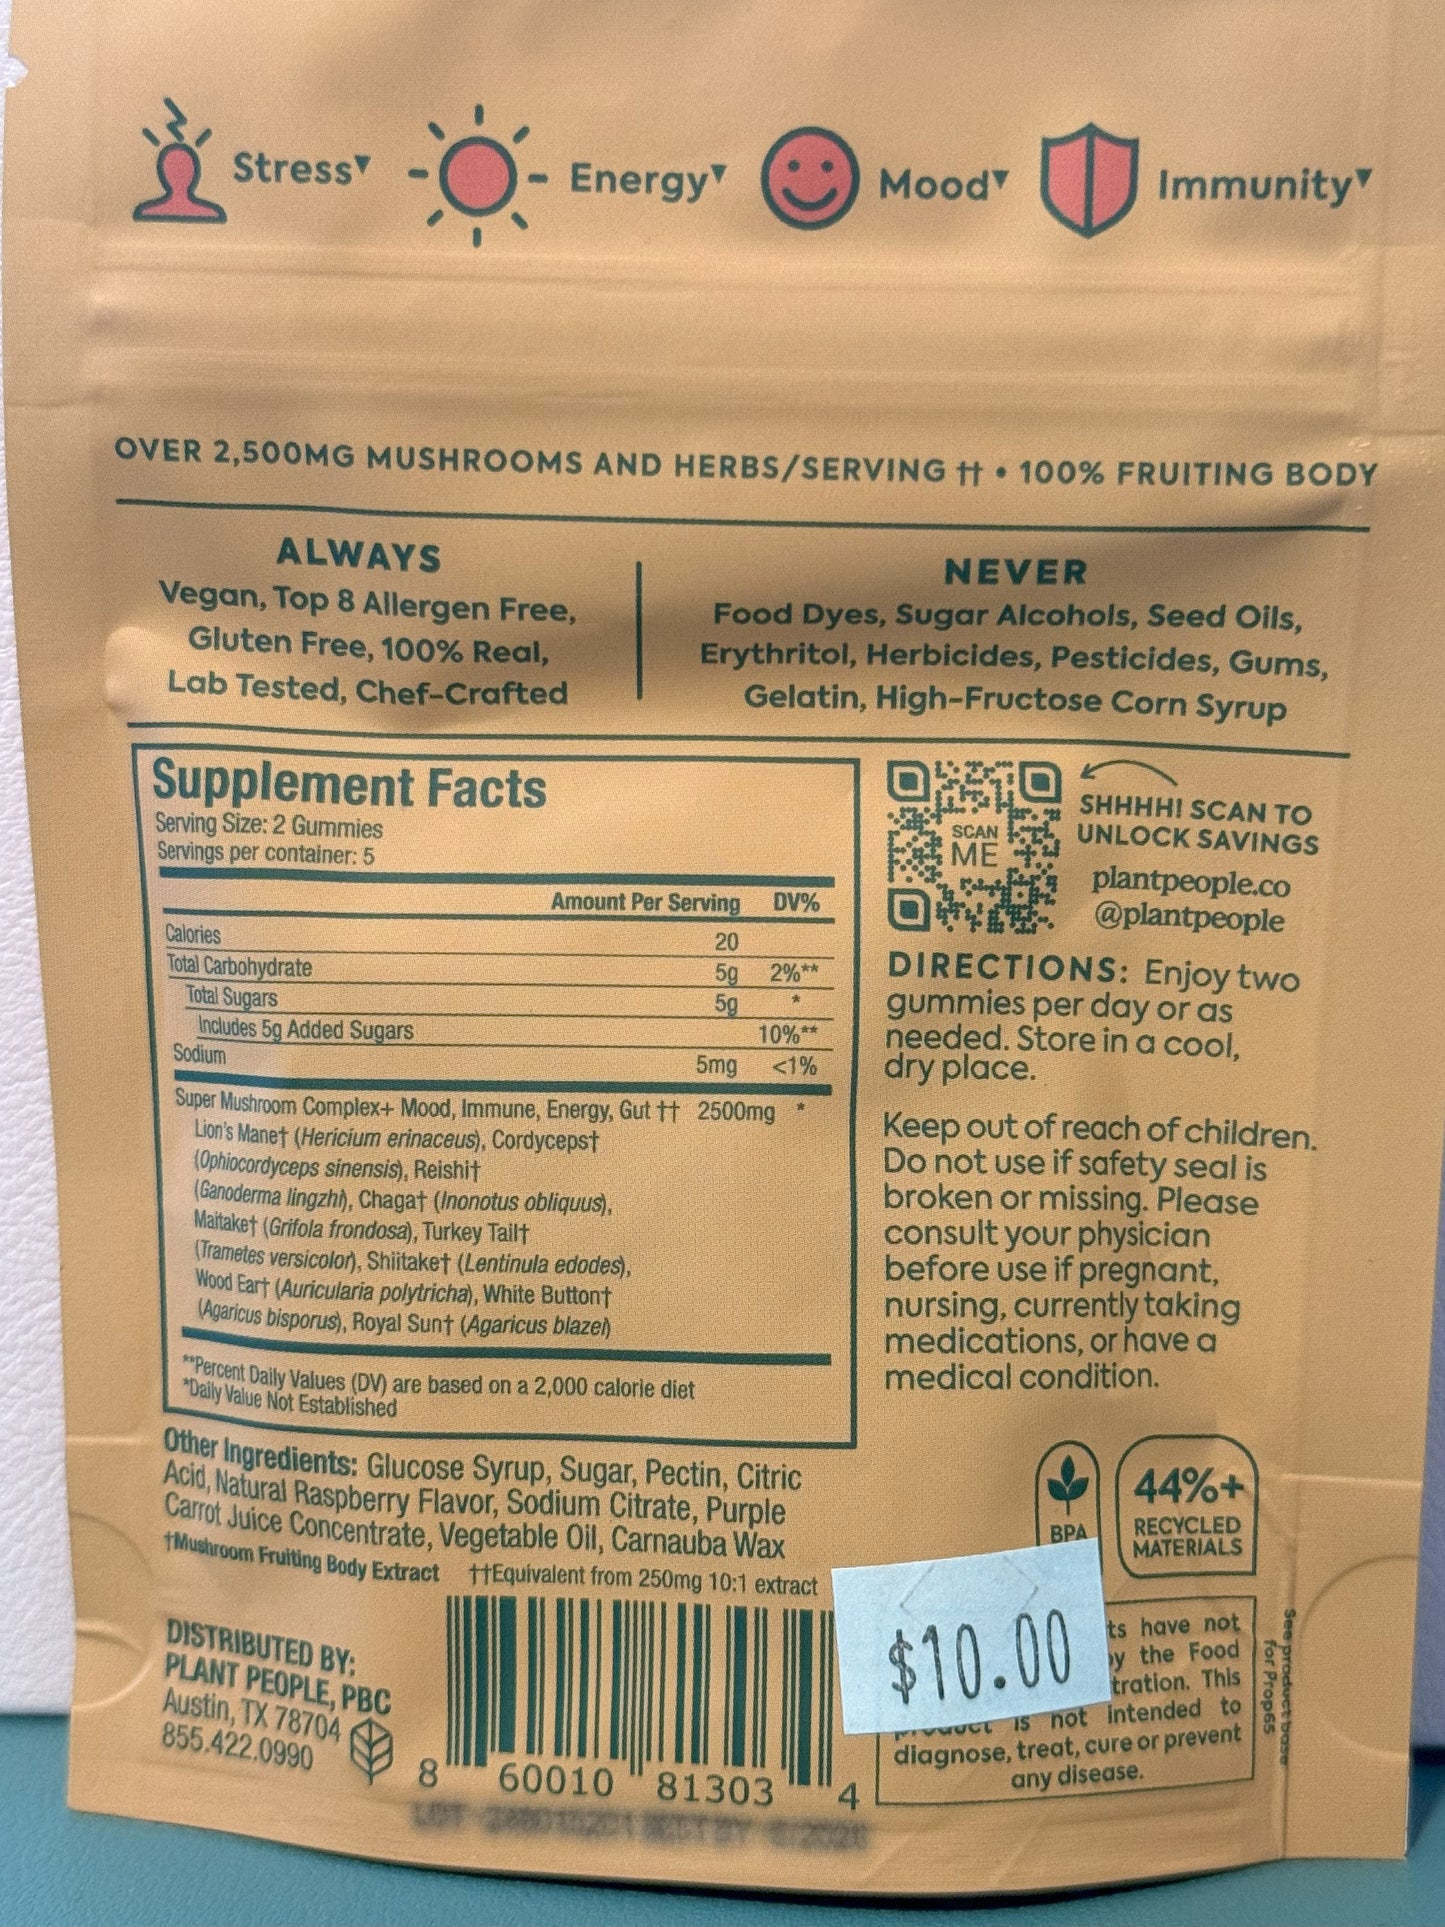 Stress▼ Energy▼ Mood▼ Immunity▼
OVER 2,500MG MUSHROOMS AND HERBS/SERVING †† • 100% FRUITING BODY
ALWAYS
Vegan, Top 8 Allergen Free,
Gluten Free, 100% Real,
Lab Tested, Chef-Crafted
NEVER
Food Dyes, Sugar Alcohols, Seed Oils,
Erythritol, Herbicides, Pesticides, Gums,
Gelatin, High-Fructose Corn Syrup
Supplement Facts
Serving Size: 2 Gummies
Servings per container: 5
Amount Per Serving DV%
Calories 20
Total Carbohydrate 5g 2%**
Total Sugars 5g *
Includes 5g Added Sugars 10%**
Sodium 5mg <1%
Super Mushroom Complex+ Mood, Immune, Energy, Gut †† 2500mg *
Lion's Mane† (Hericium erinaceus), Cordyceps†
(Ophiocordyceps sinensis), Reishi†
(Ganoderma lingzhi), Chaga† (Inonotus obliquus),
Maitake† (Grifola frondosa), Turkey Tail†
(Trametes versicolor), Shiitake† (Lentinula edodes),
Wood Ear† (Auricularia polytricha), White Button†
(Agaricus bisporus), Royal Sun† (Agaricus blazei)
**Percent Daily Values (DV) are based on a 2,000 calorie diet
*Daily Value Not Established
Other Ingredients: Glucose Syrup, Sugar, Pectin, Citric
Acid, Natural Raspberry Flavor, Sodium Citrate, Purple
Carrot Juice Concentrate, Vegetable Oil, Carnauba Wax
†Mushroom Fruiting Body Extract ††Equivalent from 250mg 10:1 extract
DISTRIBUTED BY:
PLANT PEOPLE, PBC
Austin, TX 78704
855.422.0990
8 60010 81303 4
SCAN
ME
SHHHH! SCAN TO
UNLOCK SAVINGS
plantpeople.co
@plantpeople
DIRECTIONS: Enjoy two
gummies per day or as
needed. Store in a cool,
dry place.
Keep out of reach of children.
Do not use if safety seal is
broken or missing. Please
consult your physician
before use if pregnant,
nursing, currently taking
medications, or have a
medical condition.
BPA
44%+
RECYCLED
MATERIALS
$10.00
have not
the Food
This
is not intended to
diagnose, treat, cure or prevent
any disease.
See product base
for Prop65